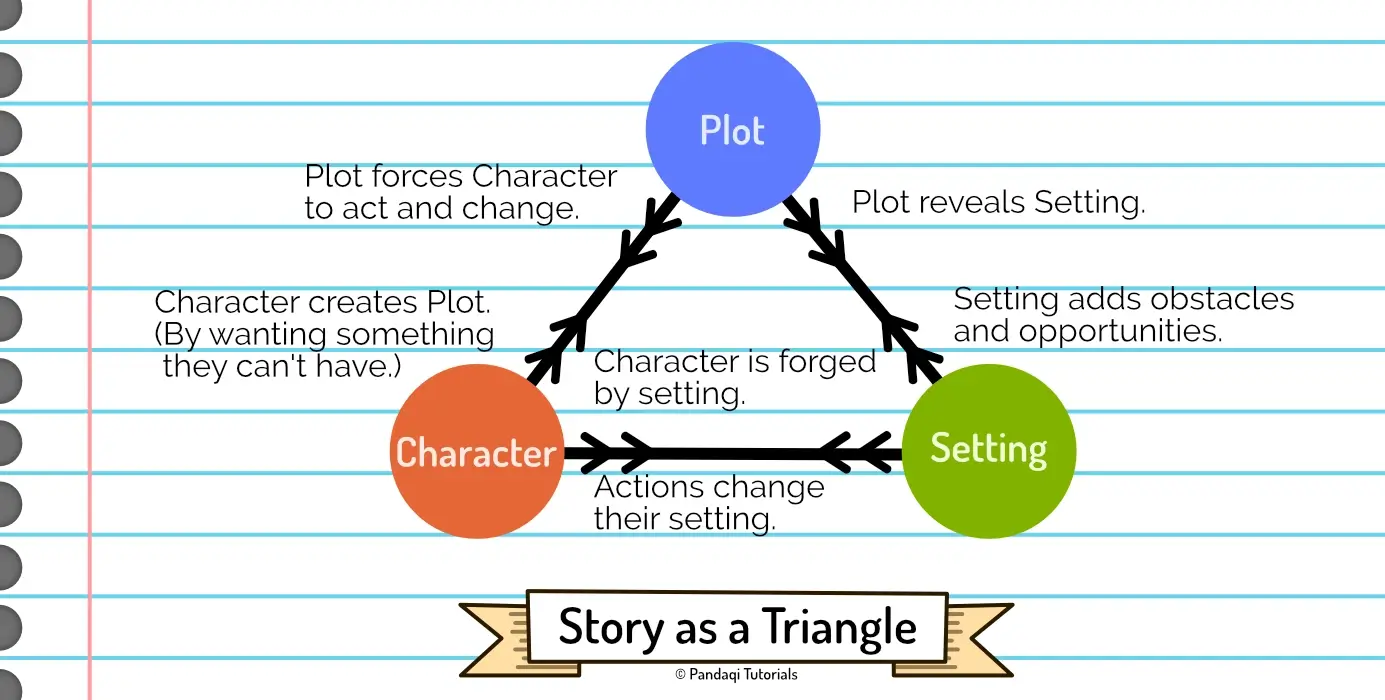 Plot
Plot forces Character
to act and change.
Plot reveals Setting.
Character creates Plot.
(By wanting something
they can't have.)
Setting adds obstacles
and opportunities.
Character is forged
by setting.
Character
Setting
Actions change
their setting.
Story as a Triangle
© Pandaqi Tutorials